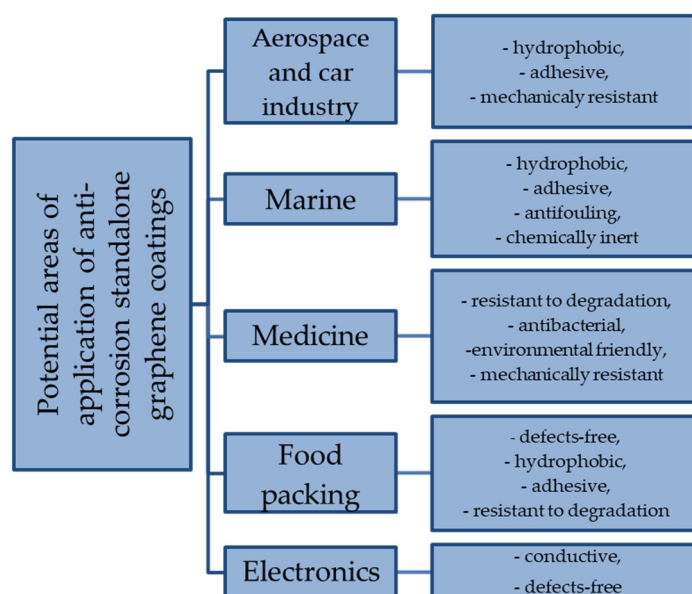 Potential areas of
application of anti-
corrosion standalone
graphene coatings
Aerospace
and car
industry
- hydrophobic,
- adhesive,
- mechanicaly resistant
Marine
- hydrophobic,
- adhesive,
- antifouling,
- chemically inert
Medicine
- resistant to degradation,
- antibacterial,
-environmental friendly,
- mechanically resistant
Food
packing
- defects-free,
- hydrophobic,
- adhesive,
- resistant to degradation
Electronics
- conductive,
- defects-free